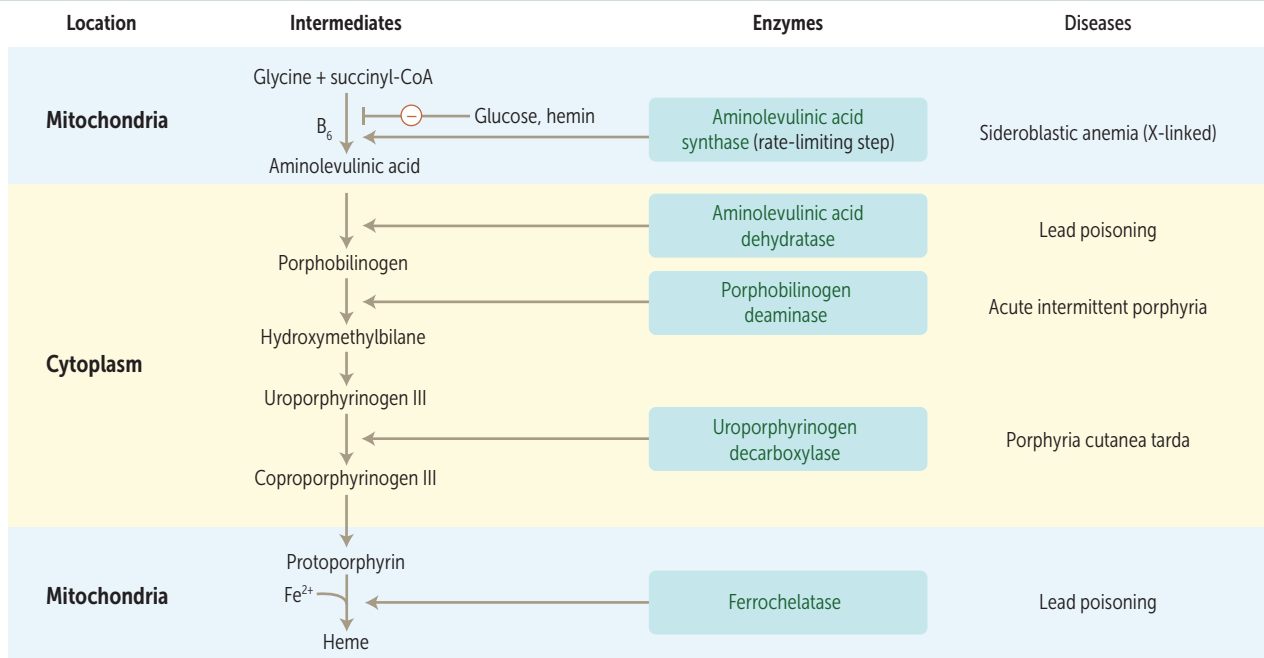 Location Intermediates Enzymes Diseases
Glycine + succinyl-CoA
Mitochondria
B₆
− Glucose, hemin
Aminolevulinic acid
synthase (rate-limiting step)
Sideroblastic anemia (X-linked)
Aminolevulinic acid
Aminolevulinic acid
dehydratase
Lead poisoning
Porphobilinogen
Porphobilinogen
deaminase
Acute intermittent porphyria
Hydroxymethylbilane
Cytoplasm
Uroporphyrinogen III
Uroporphyrinogen
decarboxylase
Porphyria cutanea tarda
Coproporphyrinogen III
Protoporphyrin
Mitochondria
Fe²⁺
Ferrochelatase
Lead poisoning
Heme